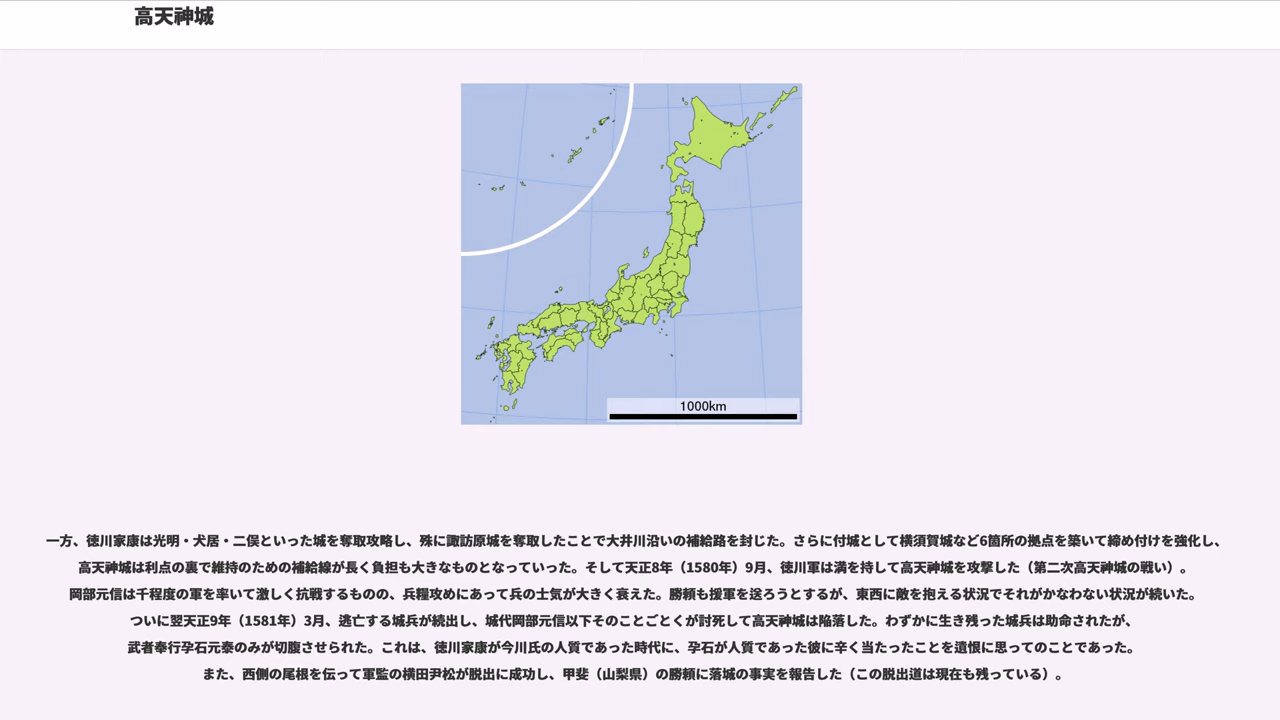 高天神城
1000km
一方、徳川家康は光明・犬居・二俣といった城を奪取攻略し、殊に諏訪原城を奪取したことで大井川沿いの補給路を封じた。さらに付城として横須賀城など6箇所の拠点を築いて締め付けを強化し、
高天神城は利点の裏で維持のための補給線が長く負担も大きなものとなっていった。そして天正8年（1580年）9月、徳川軍は満を持して高天神城を攻撃した（第二次高天神城の戦い）。
岡部元信は千程度の軍を率いて激しく抗戦するものの、兵糧攻めにあって兵の士気が大きく衰えた。勝頼も援軍を送ろうとするが、東西に敵を抱える状況でそれがかなわない状況が続いた。
ついに翌天正9年（1581年）3月、逃亡する城兵が続出し、城代岡部元信以下そのことごとくが討死して高天神城は陥落した。わずかに生き残った城兵は助命されたが、
武者奉行孕石元泰のみが切腹させられた。これは、徳川家康が今川氏の人質であった時代に、孕石が人質であった彼に辛く当たったことを遺恨に思ってのことであった。
また、西側の尾根を伝って軍監の横田尹松が脱出に成功し、甲斐（山梨県）の勝頼に落城の事実を報告した（この脱出道は現在も残っている）。